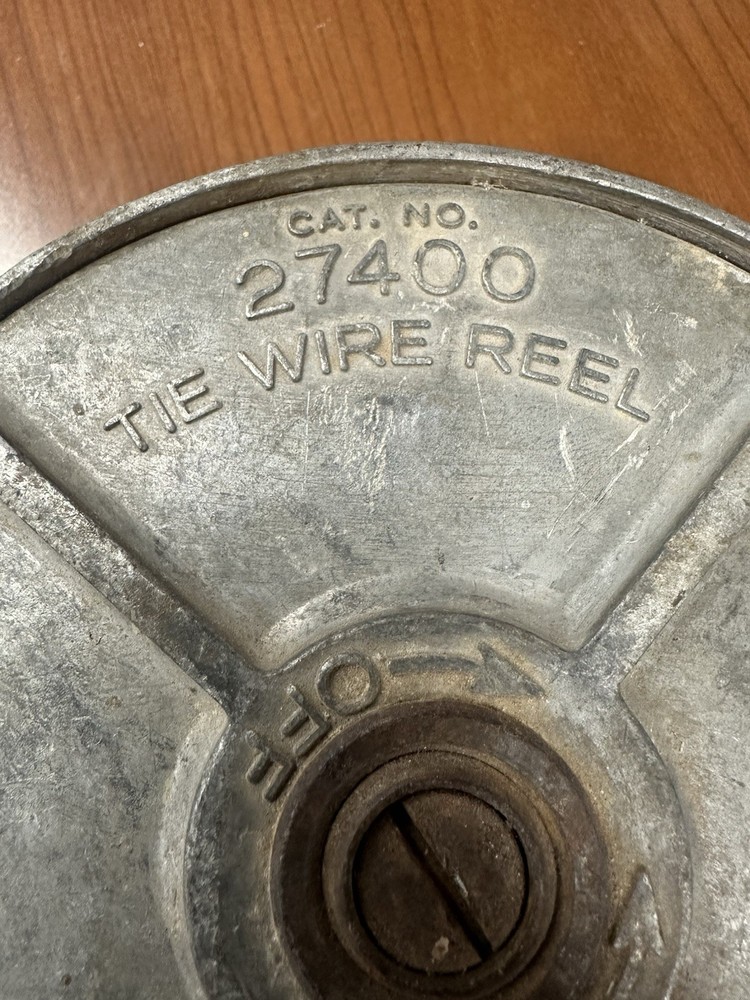 CAT. NO.
27400
TIE WIRE REEL
OFF